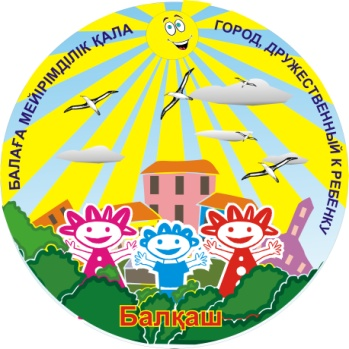 БАЛАҒА МЕЙІРІМДІЛІК ҚАЛА
ГОРОД, ДРУЖЕСТВЕННЫЙ К РЕБЕНКУ
Балқаш